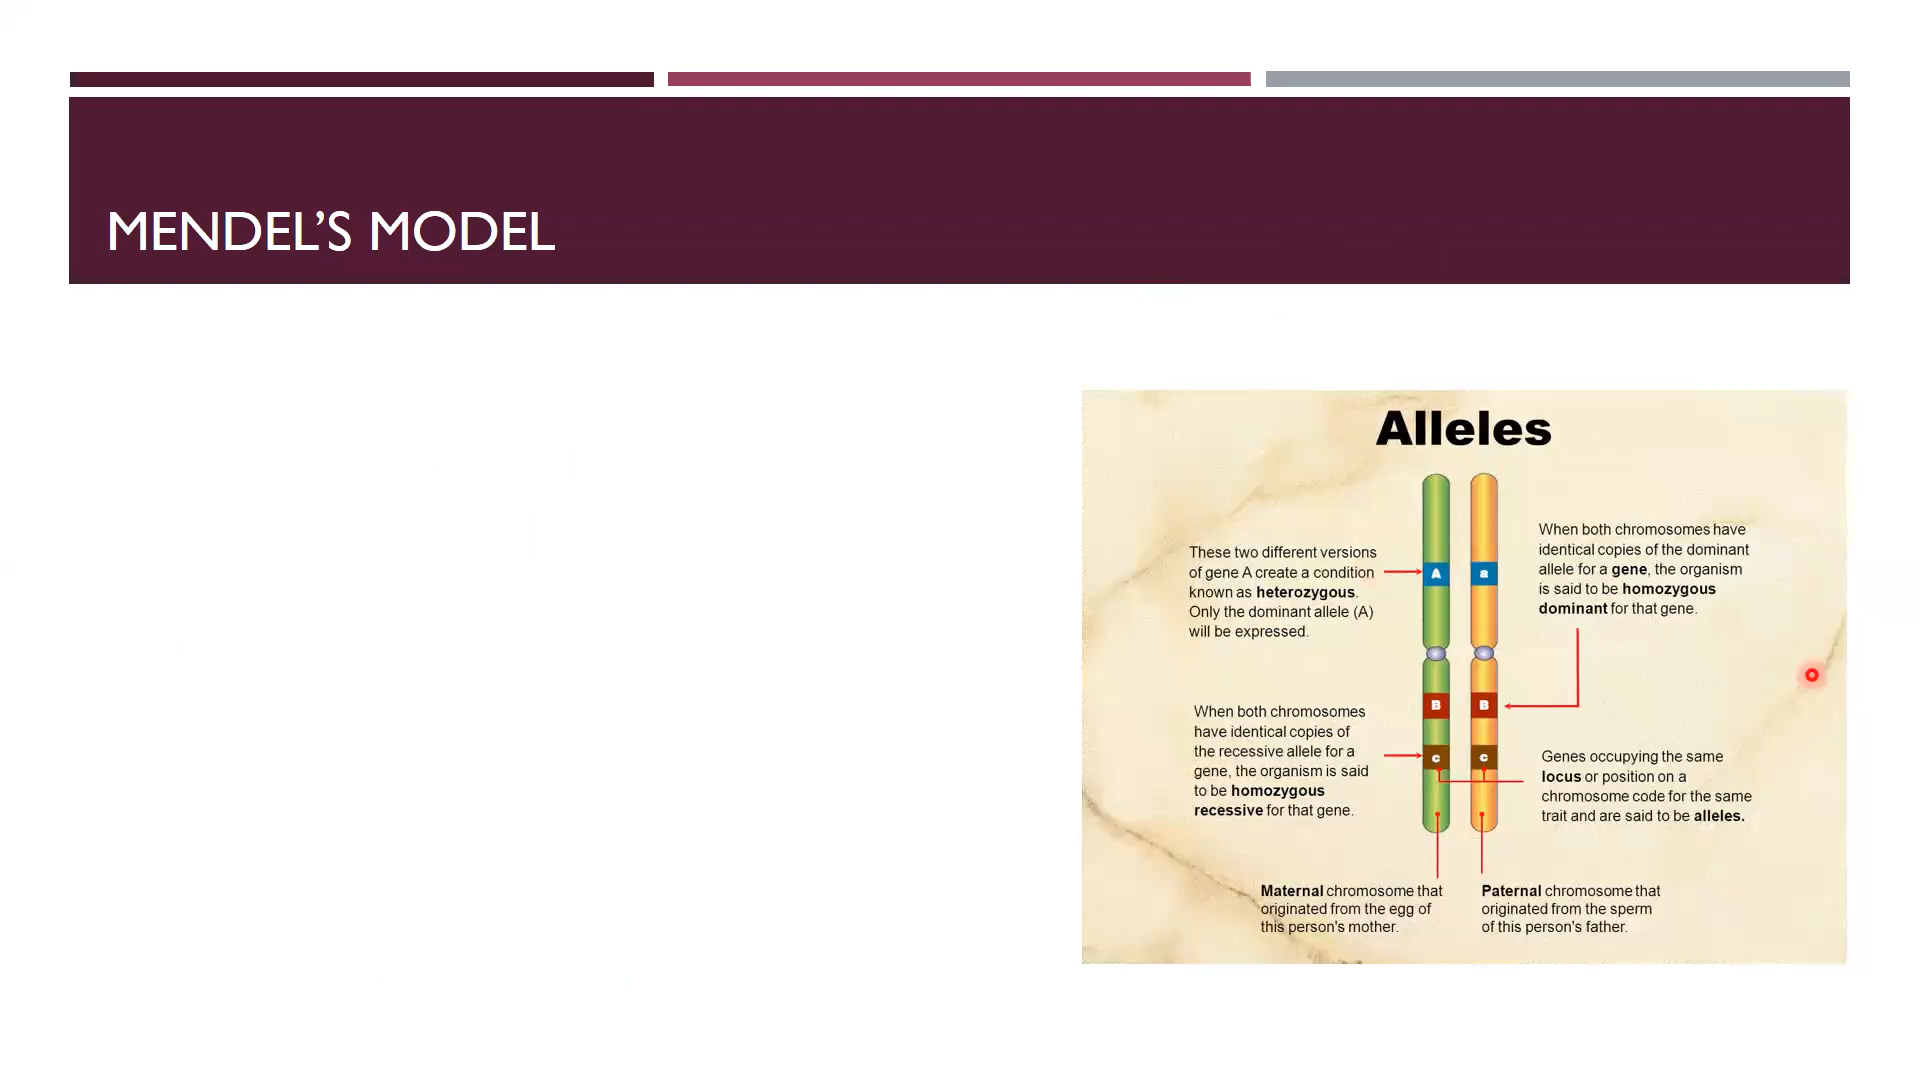 MENDEL’S MODEL
Alleles
These two different versions
of gene A create a condition
known as heterozygous.
Only the dominant allele (A)
will be expressed.
A
a
When both chromosomes have
identical copies of the dominant
allele for a gene, the organism
is said to be homozygous
dominant for that gene.
When both chromosomes
have identical copies of
the recessive allele for a
gene, the organism is said
to be homozygous
recessive for that gene.
B
B
c
c
Genes occupying the same
locus or position on a
chromosome code for the same
trait and are said to be alleles.
Maternal chromosome that
originated from the egg of
this person's mother.
Paternal chromosome that
originated from the sperm
of this person's father.